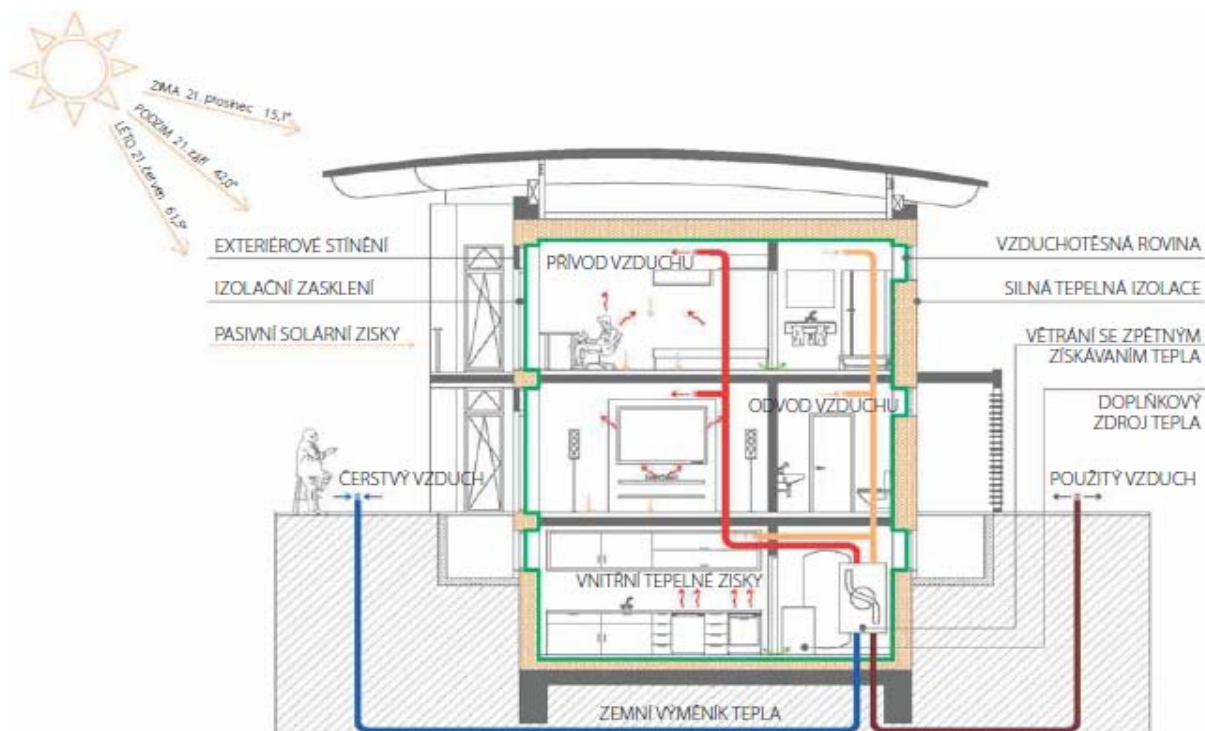 ZIMA 21. prosinec 15,1°
PODZIM 21. září 42,0°
LÉTO 21. červen 61,5°
EXTERIÉROVÉ STÍNĚNÍ
IZOLAČNÍ ZASKLENÍ
PASIVNÍ SOLÁRNÍ ZISKY
PŘÍVOD VZDUCHU
VZDUCHOTĚSNÁ ROVINA
SILNÁ TEPELNÁ IZOLACE
VĚTRÁNÍ SE ZPĚTNÝM
ZÍSKÁVANÍM TEPLA
ODVOD VZDUCHU
DOPLŇKOVÝ
ZDROJ TEPLA
ČERSTVÝ VZDUCH
POUŽITÝ VZDUCH
VNITŘNÍ TEPELNÉ ZISKY
ZEMNÍ VÝMĚNÍK TEPLA